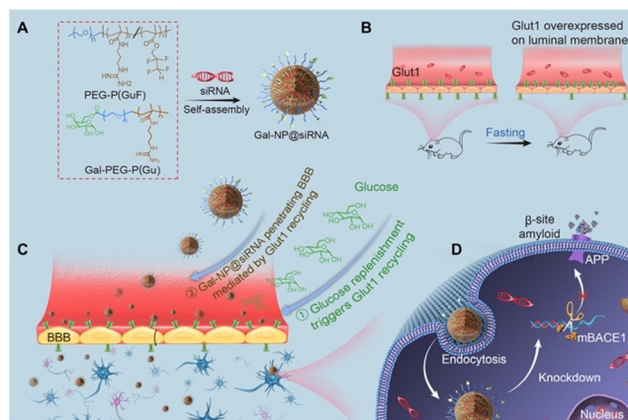 A
PEG-P(GuF)
Gal-PEG-P(Gu)
siRNA
Self-assembly
Gal-NP@siRNA
B
Glut1
Glut1 overexpressed
on luminal membrane
Fasting
C
② Gal-NP@siRNA penetrating BBB
mediated by Glut1 recycling
Glucose
① Glucose replenishment
triggers Glut1 recycling
BBB
D
β-site
amyloid
APP
mBACE1
Endocytosis
Knockdown
Nucleus